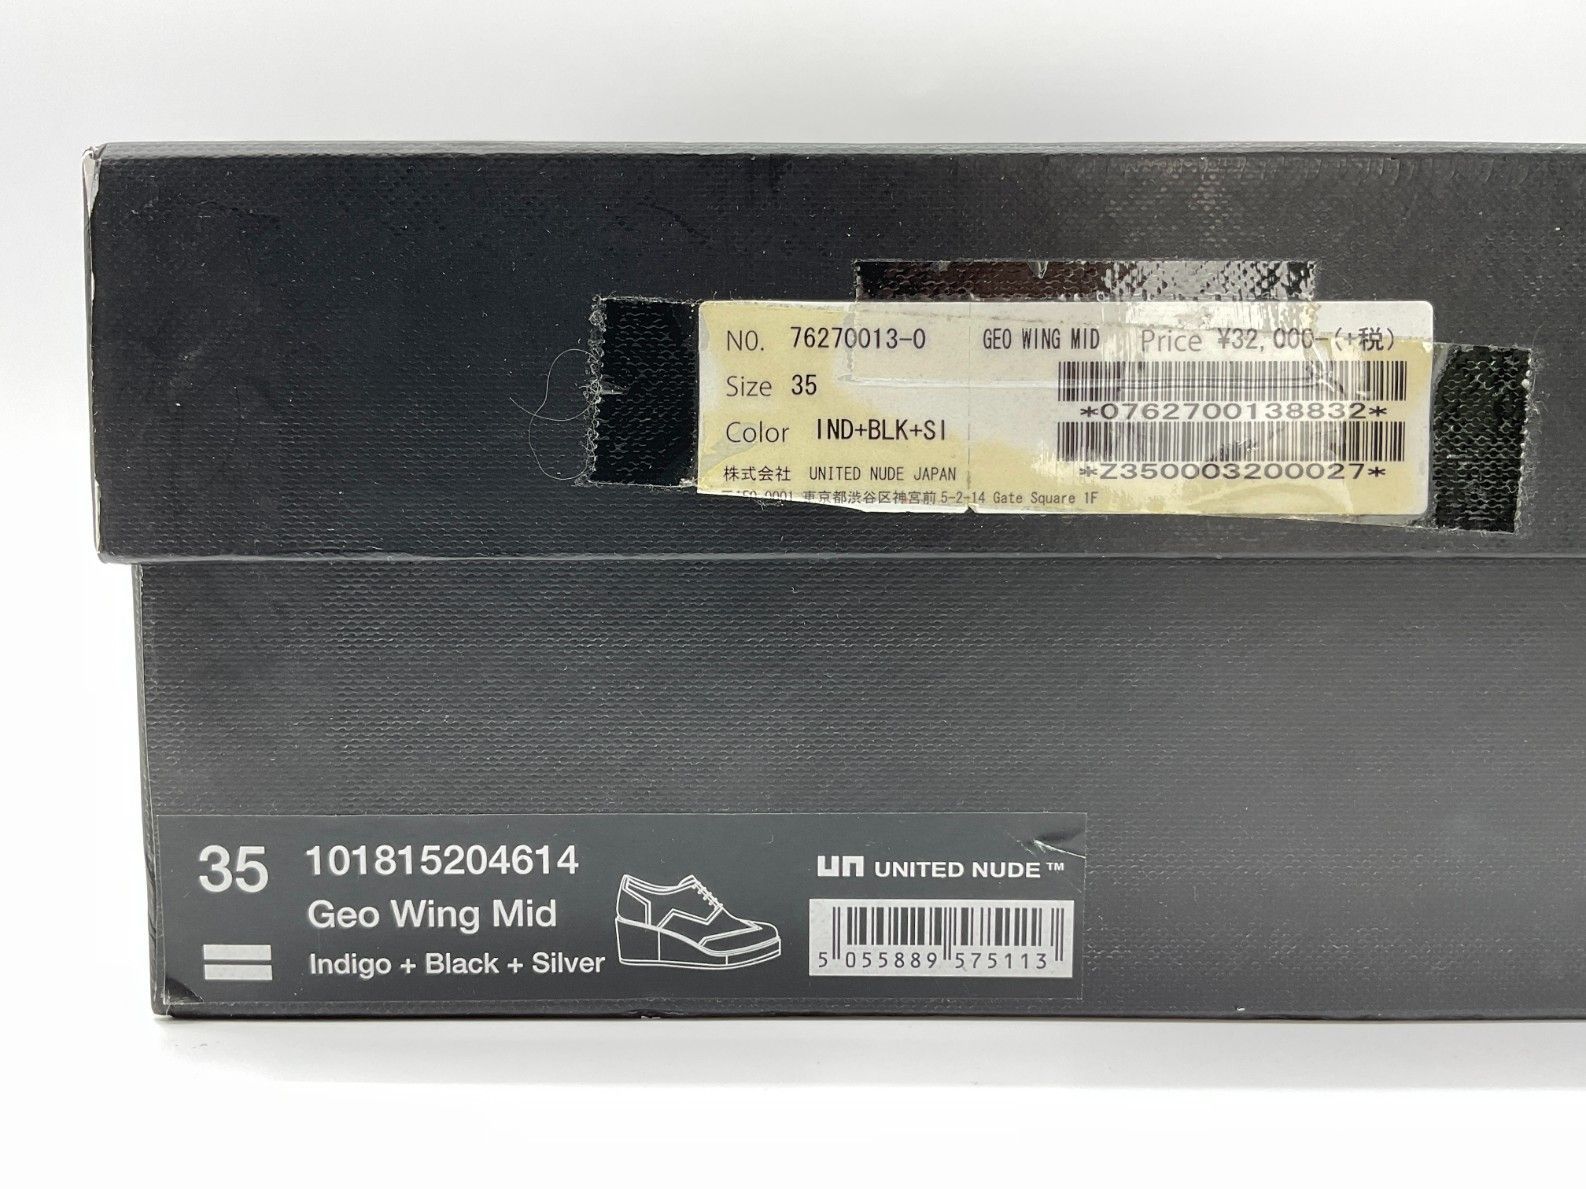 NO. 76270013-0 GEO WING MID Price ¥32,000-(+税)
Size 35
*0762700138832*
Color IND+BLK+SI
*Z350003200027*
株式会社 UNITED NUDE JAPAN
東京都渋谷区神宮前5-2-14 Gate Square 1F
35 101815204614
Geo Wing Mid
Indigo + Black + Silver
un UNITED NUDE™
5 055889 575113